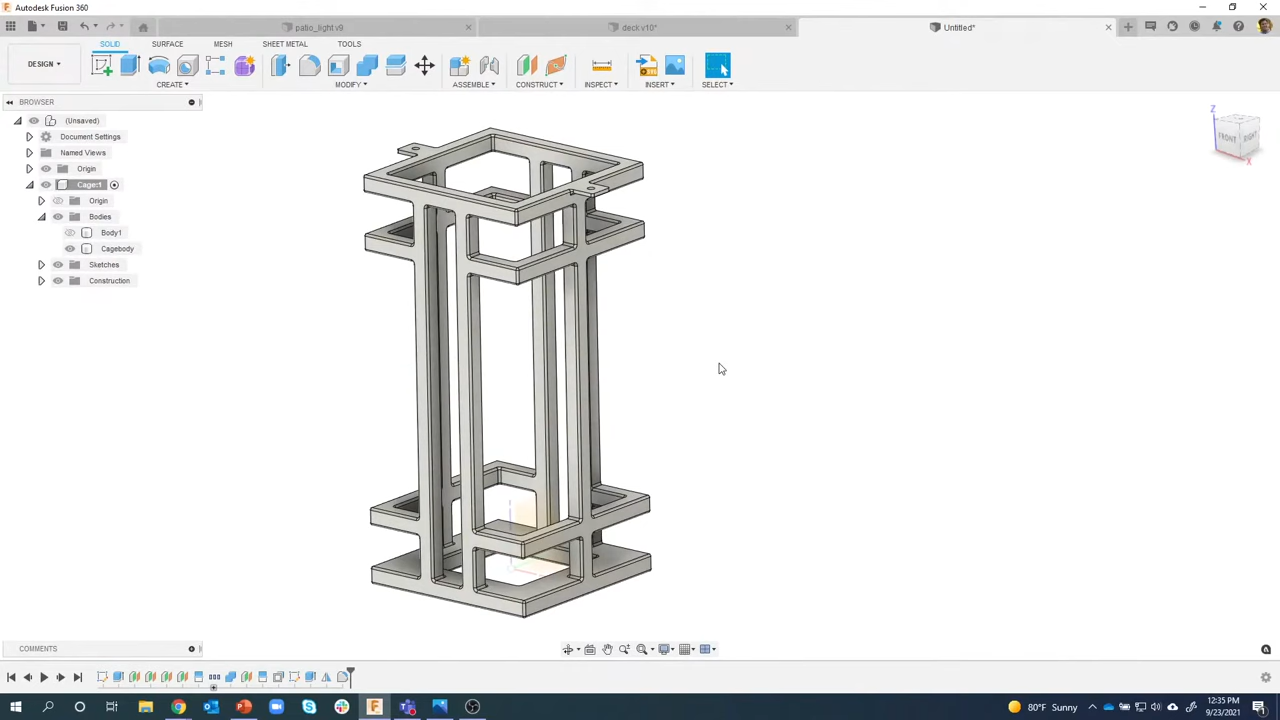 Autodesk Fusion 360
patio_light v9
deck v10*
Untitled*
SOLID
SURFACE
MESH
SHEET METAL
TOOLS
DESIGN
CREATE
MODIFY
ASSEMBLE
CONSTRUCT
INSPECT
INSERT
SELECT
BROWSER
(Unsaved)
Document Settings
Named Views
Origin
Cage:1
Origin
Bodies
Body1
Cagebody
Sketches
Construction
Z
FRONT
RIGHT
X
COMMENTS
80°F Sunny
12:35 PM
9/23/2021